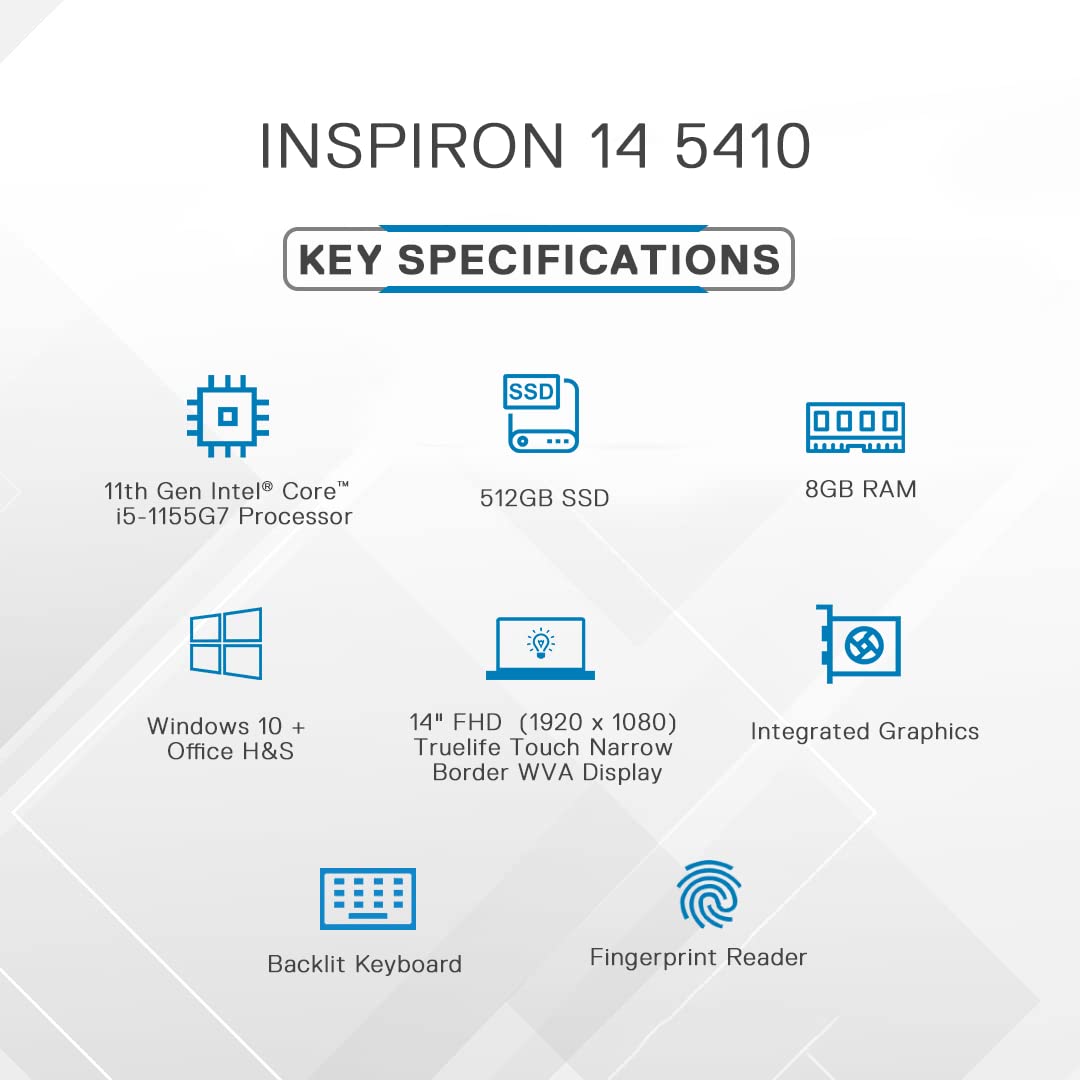 INSPIRON 14 5410
KEY SPECIFICATIONS
SSD
11th Gen Intel® Core™
i5-1155G7 Processor
512GB SSD
8GB RAM
Windows 10 +
Office H&S
14" FHD (1920 x 1080)
Truelife Touch Narrow
Border WVA Display
Integrated Graphics
Backlit Keyboard
Fingerprint Reader